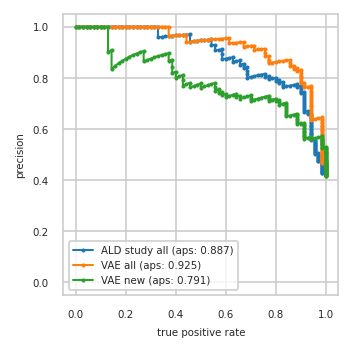 1.0
0.8
0.6
0.4
0.2
0.0
precision
ALD study all (aps: 0.887)
VAE all (aps: 0.925)
VAE new (aps: 0.791)
0.0 0.2 0.4 0.6 0.8 1.0
true positive rate